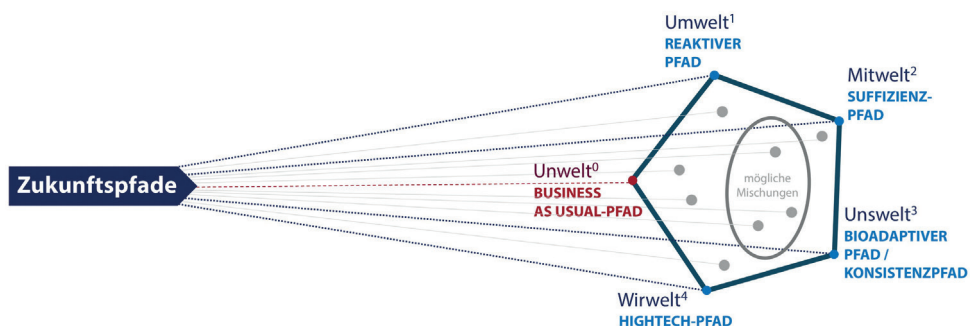 Zukunftspfade
Umwelt¹
REAKTIVER
PFAD
Mitwelt²
SUFFIZIENZ-
PFAD
Unwelt⁰
BUSINESS
AS USUAL-PFAD
mögliche
Mischungen
Unswelt³
BIOADAPTIVER
PFAD /
KONSISTENZPFAD
Wirwelt⁴
HIGHTECH-PFAD